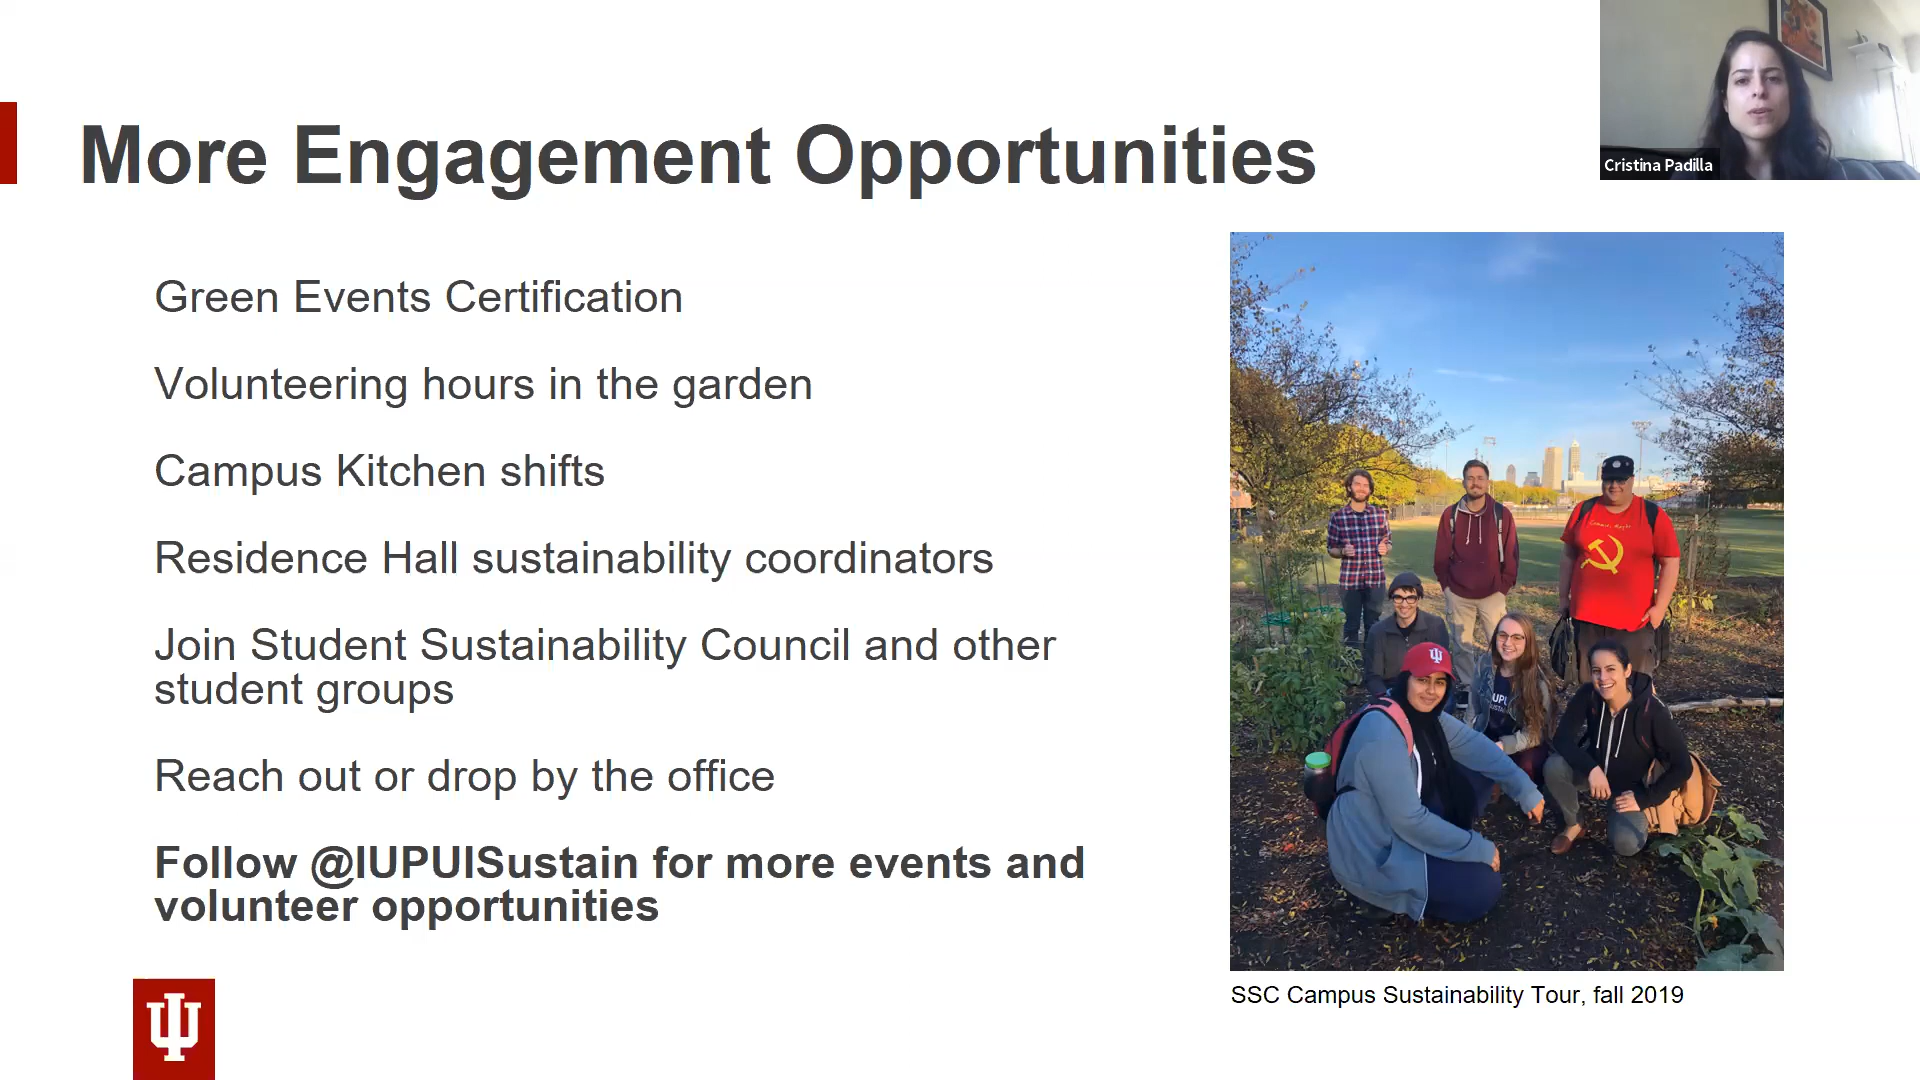 More Engagement Opportunities
Cristina Padilla
Green Events Certification
Volunteering hours in the garden
Campus Kitchen shifts
Residence Hall sustainability coordinators
Join Student Sustainability Council and other
student groups
Reach out or drop by the office
Follow @IUPUISustain for more events and
volunteer opportunities
SSC Campus Sustainability Tour, fall 2019